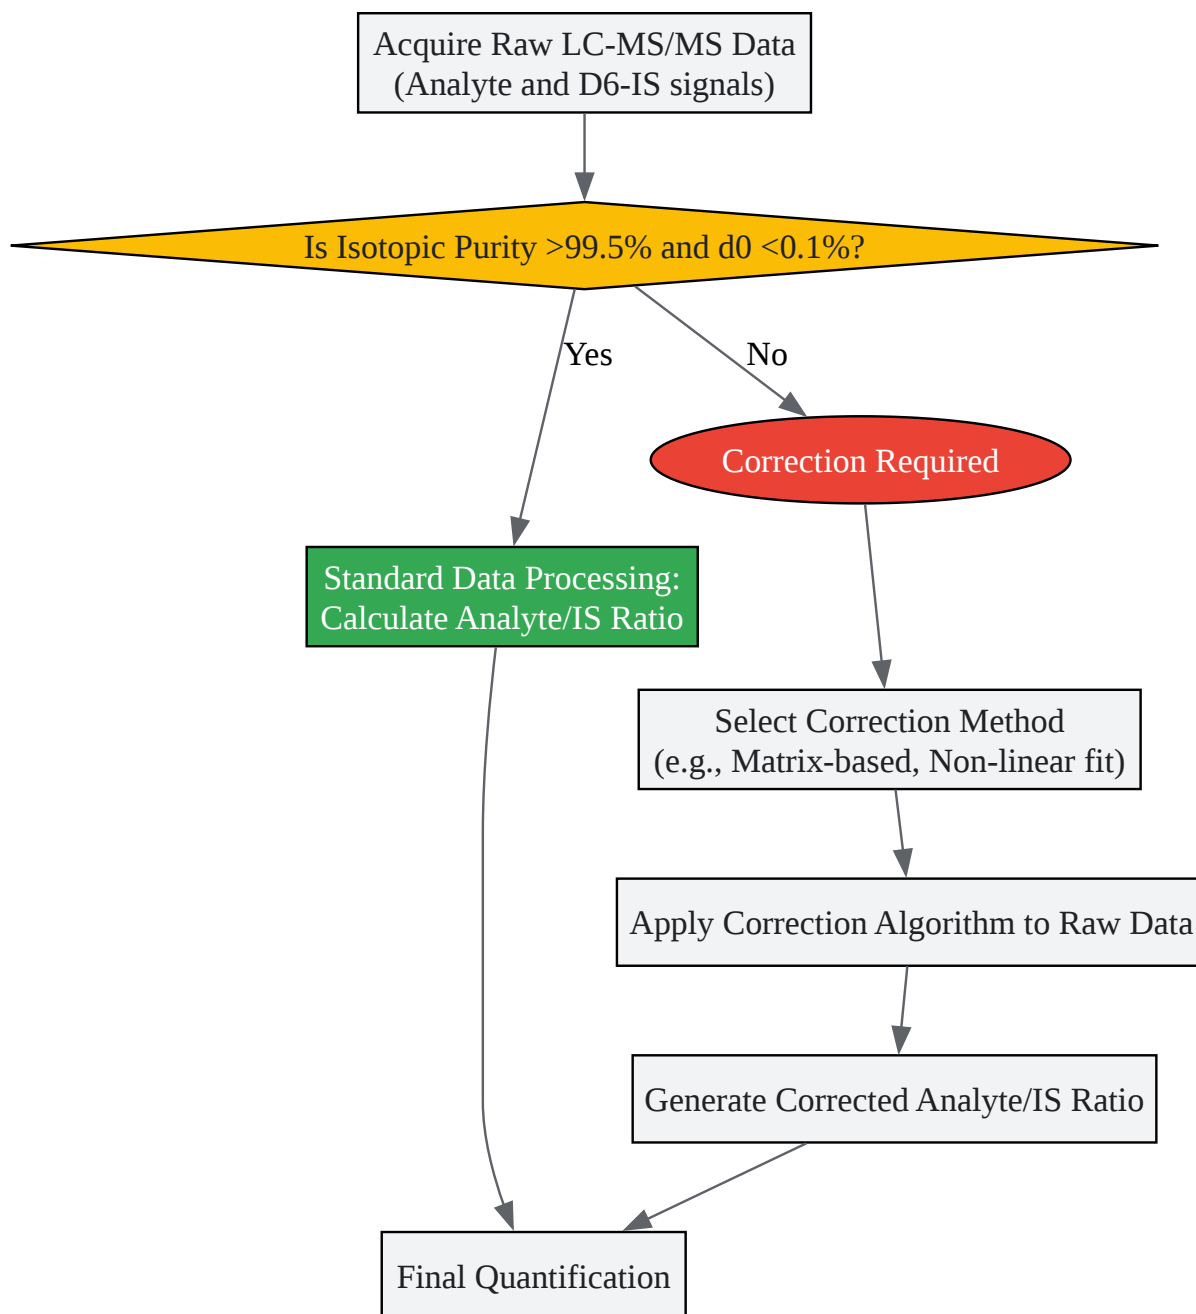 Acquire Raw LC-MS/MS Data
(Analyte and D6-IS signals)
Is Isotopic Purity >99.5% and d0 <0.1%?
Yes
No
Correction Required
Standard Data Processing:
Calculate Analyte/IS Ratio
Select Correction Method
(e.g., Matrix-based, Non-linear fit)
Apply Correction Algorithm to Raw Data
Generate Corrected Analyte/IS Ratio
Final Quantification